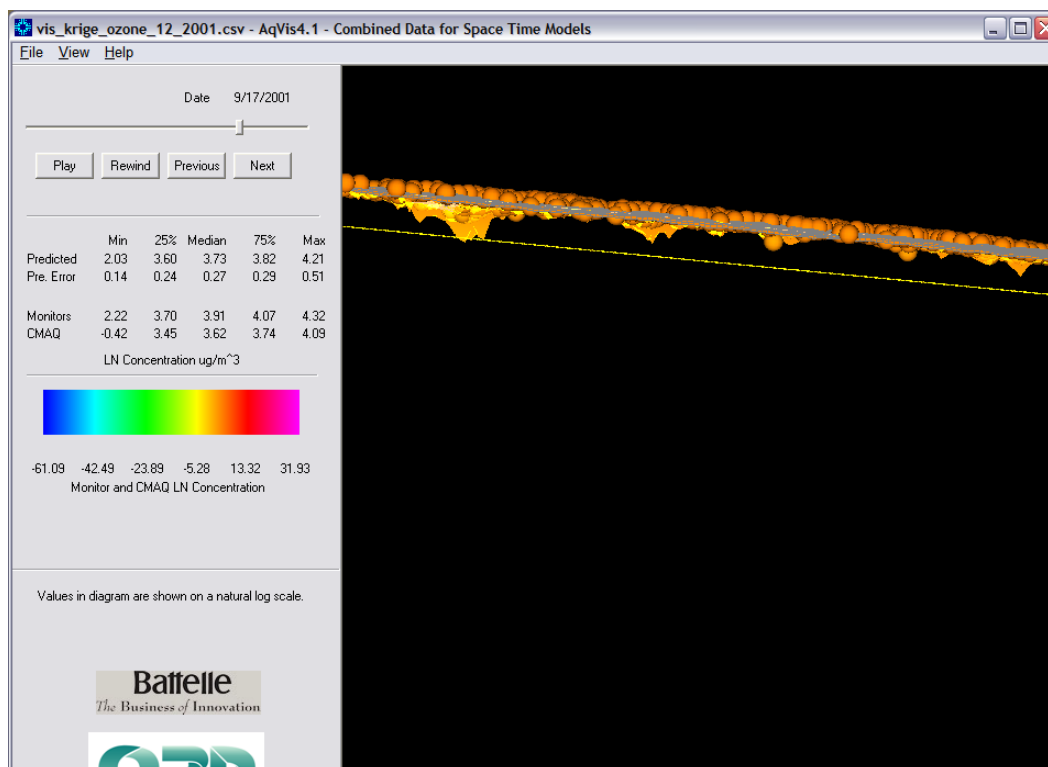 vis_krige_ozone_12_2001.csv - AqVis4.1 - Combined Data for Space Time Models
File View Help
Date 9/17/2001
Play Rewind Previous Next
Min 25% Median 75% Max
Predicted 2.03 3.60 3.73 3.82 4.21
Pre. Error 0.14 0.24 0.27 0.29 0.51
Monitors 2.22 3.70 3.91 4.07 4.32
CMAQ -0.42 3.45 3.62 3.74 4.09
LN Concentration ug/m^3
-61.09 -42.49 -23.89 -5.28 13.32 31.93
Monitor and CMAQ LN Concentration
Values in diagram are shown on a natural log scale.
Battelle
The Business of Innovation